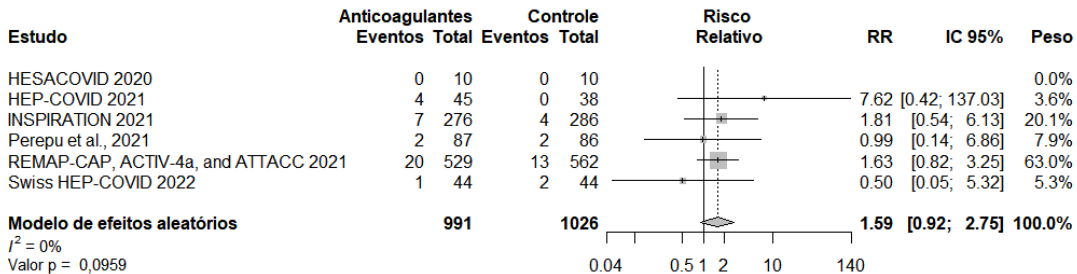 Anticoagulantes Controle Risco
Estudo Eventos Total Eventos Total Relativo RR IC 95% Peso
HESACOVID 2020 0 10 0 10 0.0%
HEP-COVID 2021 4 45 0 38 7.62 [0.42; 137.03] 3.6%
INSPIRATION 2021 7 276 4 286 1.81 [0.54; 6.13] 20.1%
Perepu et al., 2021 2 87 2 86 0.99 [0.14; 6.86] 7.9%
REMAP-CAP, ACTIV-4a, and ATTACC 2021 20 529 13 562 1.63 [0.82; 3.25] 63.0%
Swiss HEP-COVID 2022 1 44 2 44 0.50 [0.05; 5.32] 5.3%
Modelo de efeitos aleatórios 991 1026 1.59 [0.92; 2.75] 100.0%
I² = 0%
Valor p = 0,0959 0.04 0.5 1 2 10 140